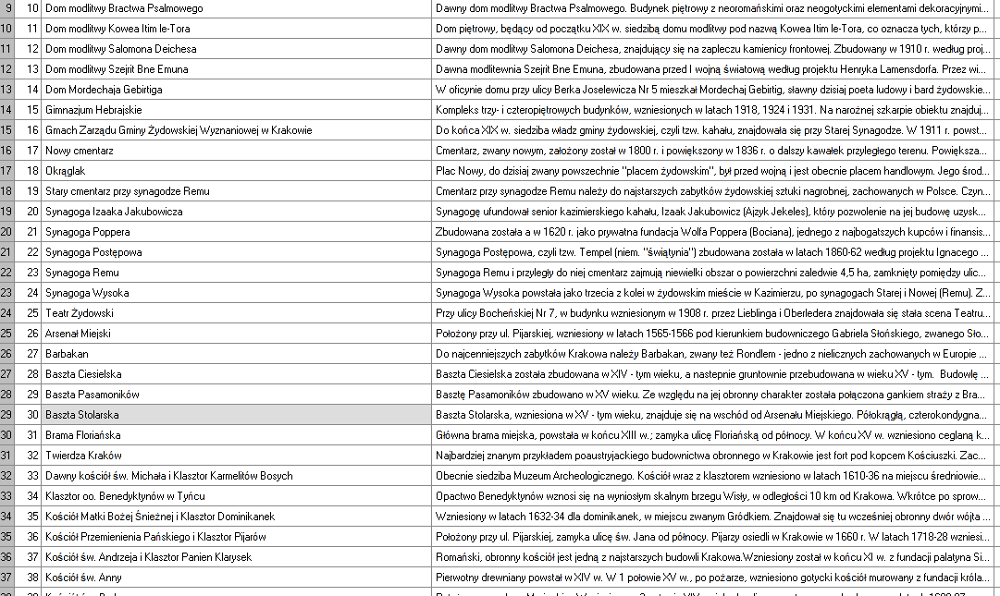 9 10 Dom modlitwy Bractwa Psalmowego Dawny dom modlitwy Bractwa Psalmowego. Budynek piętrowy z neoromańskimi oraz neogotyckimi elementami dekoracyjnymi...
10 11 Dom modlitwy Kowea Itim le-Tora Dom piętrowy, będący od początku XIX w. siedzibą domu modlitwy pod nazwą Kowea Itim le-Tora, co oznacza tych, którzy p...
11 12 Dom modlitwy Salomona Deichesa Dawny dom modlitwy Salomona Deichesa, znajdujący się na zapleczu kamienicy frontowej. Zbudowany w 1910 r. według proj...
12 13 Dom modlitwy Szejrit Bne Emuna Dawna modlitewnia Szejrit Bne Emuna, zbudowana przed I wojną światową według projektu Henryka Lamensdorfa. Przez wi...
13 14 Dom Mordechaja Gebirtiga W oficynie domu przy ulicy Berka Joselewicza Nr 5 mieszkał Mordechaj Gebirtig, sławny dzisiaj poeta ludowy i bard żydowskie...
14 15 Gimnazjum Hebrajskie Kompleks trzy- i czteropiętrowych budynków, wzniesionych w latach 1918, 1924 i 1931. Na narożnej szkarpie obiektu znajduj...
15 16 Gmach Zarządu Gminy Żydowskiej Wyznaniowej w Krakowie Do końca XIX w. siedziba władz gminy żydowskiej, czyli tzw. kahału, znajdowała się przy Starej Synagodze. W 1911 r. powst...
16 17 Nowy cmentarz Cmentarz, zwany nowym, założony został w 1800 r. i powiększony w 1836 r. o dalszy kawałek przyległego terenu. Powiększa...
17 18 Okrąglak Plac Nowy, do dzisiaj zwany powszechnie "placem żydowskim", był przed wojną i jest obecnie placem handlowym. Jego środ...
18 19 Stary cmentarz przy synagodze Remu Cmentarz przy synagodze Remu należy do najstarszych zabytków żydowskiej sztuki nagrobnej, zachowanych w Polsce. Czyn...
19 20 Synagoga Izaaka Jakubowicza Synagogę ufundował senior kazimierskiego kahału, Izaak Jakubowicz (Ajzyk Jekeles), który pozwolenie na jej budowę uzysk...
20 21 Synagoga Poppera Zbudowana została a w 1620 r. jako prywatna fundacja Wolfa Poppera (Bociana), jednego z najbogatszych kupców i finansis...
21 22 Synagoga Postępowa Synagoga Postępowa, czyli tzw. Tempel (niem. "świątynia") zbudowana została w latach 1860-62 według projektu Ignacego ...
22 23 Synagoga Remu Synagoga Remu i przyległy do niej cmentarz zajmują niewielki obszar o powierzchni zaledwie 4,5 ha, zamknięty pomiędzy ulic...
23 24 Synagoga Wysoka Synagoga Wysoka powstała jako trzecia z kolei w żydowskim mieście w Kazimierzu, po synagogach Starej i Nowej (Remu). Z...
24 25 Teatr Żydowski Przy ulicy Bocheńskiej Nr 7, w budynku wzniesionym w 1908 r. przez Lieblinga i Oberledera znajdowała się stała scena Teatru...
25 26 Arsenał Miejski Położony przy ul. Pijarskiej, wzniesiony w latach 1565-1566 pod kierunkiem budowniczego Gabriela Słońskiego, zwanego Sło...
26 27 Barbakan Do najcenniejszych zabytków Krakowa należy Barbakan, zwany też Rondlem - jedno z nielicznych zachowanych w Europie ...
27 28 Baszta Ciesielska Baszta Ciesielska została zbudowana w XIV - tym wieku, a nastepnie gruntownie przebudowana w wieku XV - tym. Budowlę ...
28 29 Baszta Pasamoników Basztę Pasamoników zbudowano w XV wieku. Ze względu na jej obronny charakter została połączona gankiem straży z Bra...
29 30 Baszta Stolarska Baszta Stolarska, wzniesiona w XV - tym wieku, znajduje się na wschód od Arsenału Miejskiego. Półokrągłą, czterokondygna...
30 31 Brama Floriańska Główna brama miejska, powstała w końcu XIII w.; zamyka ulicę Floriańską od północy. W końcu XV w. wzniesiono ceglaną k...
31 32 Twierdza Kraków Najbardziej znanym przykładem poaustryjackiego budownictwa obronnego w Krakowie jest fort pod kopcem Kościuszki. Zac...
32 33 Dawny kościół św. Michała i Klasztor Karmelitów Bosych Obecnie siedziba Muzeum Archeologicznego. Kościół wraz z klasztorem wzniesiono w latach 1610-36 na miejscu średniowie...
33 34 Klasztor oo. Benedyktynów w Tyńcu Opactwo Benedyktynów wznosi się na wyniosłym skalnym brzegu Wisły, w odległości 10 km od Krakowa. Wkrótce po sprow...
34 35 Kościół Matki Bożej Śnieżnej i Klasztor Dominikanek Wzniesiony w latach 1632-34 dla dominikanek, w miejscu zwanym Gródkiem. Znajdował się tu wcześniej obronny dwór wójta ...
35 36 Kościół Przemienienia Pańskiego i Klasztor Pijarów Położony przy ul. Pijarskiej, zamyka ulicę św. Jana od północy. Pijarzy osiedli w Krakowie w 1660 r. W latach 1718-28 wzniesi...
36 37 Kościół św. Andrzeja i Klasztor Panien Klarysek Romański, obronny kościół jest jedną z najstarszych budowli Krakowa.Wzniesiony został w końcu XI w. z fundacji palatyna Si...
37 38 Kościół św. Anny Pierwotny drewniany powstał w XIV w. W 1 połowie XV w., po pożarze, wzniesiono gotycki kościół murowany z fundacji króla...